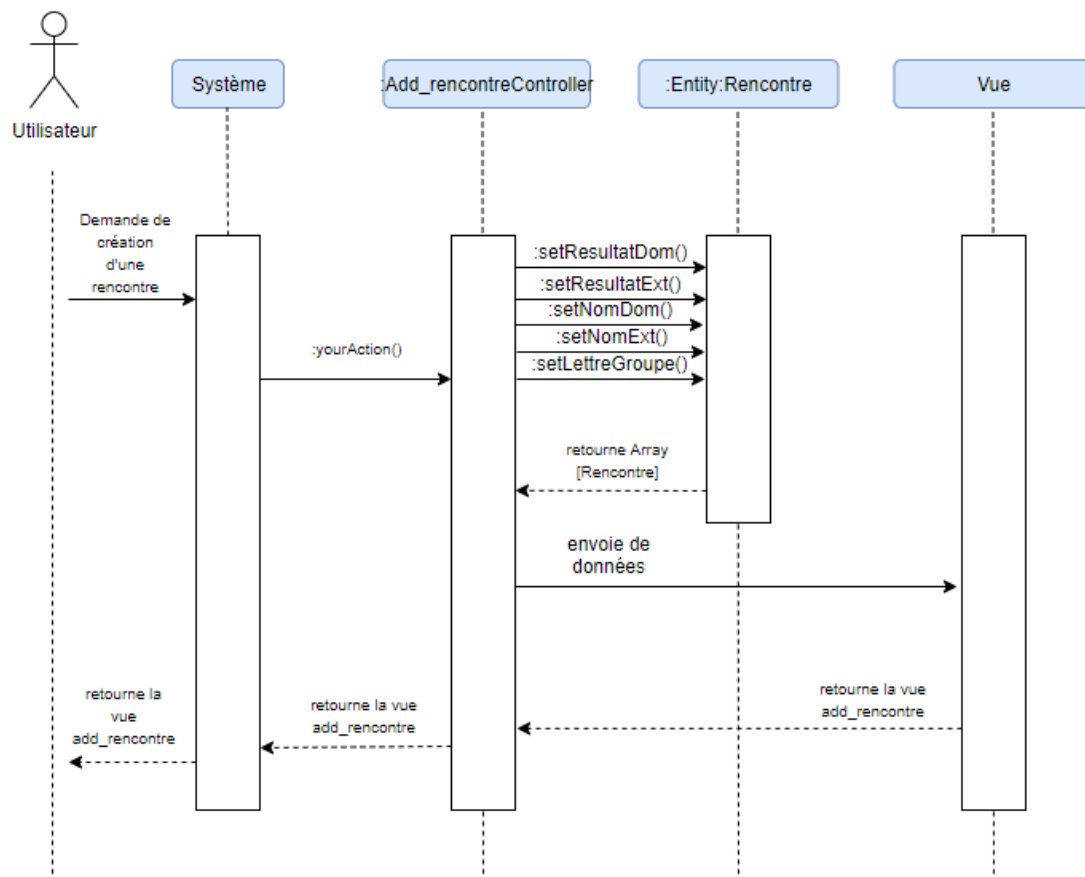 Utilisateur
Système
:Add_rencontreController
:Entity:Rencontre
Vue
Demande de
création
d'une
rencontre
:yourAction()
:setResultatDom()
:setResultatExt()
:setNomDom()
:setNomExt()
:setLettreGroupe()
retourne Array
[Rencontre]
envoie de
données
retourne la vue
add_rencontre
retourne la vue
add_rencontre
retourne la
vue
add_rencontre